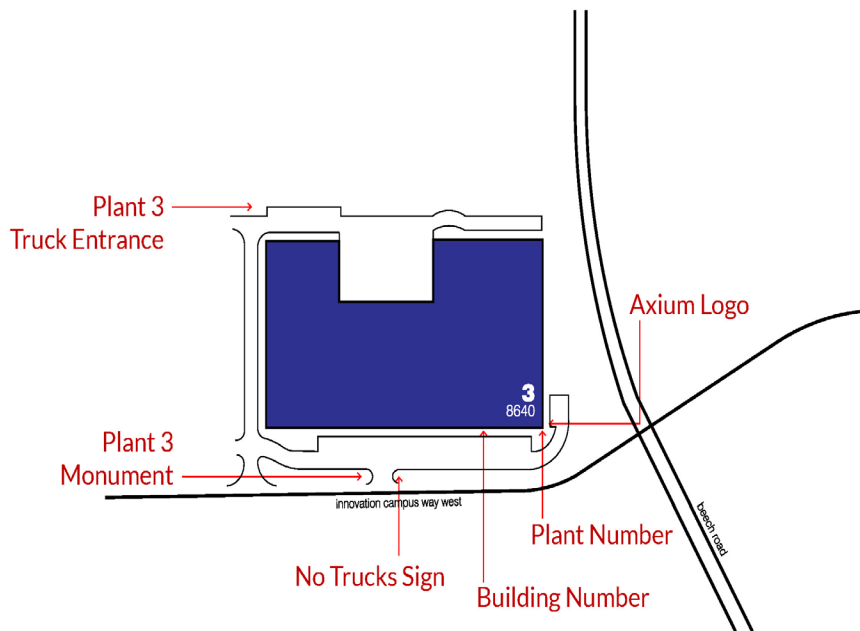 Plant 3
Truck Entrance
Axium Logo
3
8640
Plant 3
Monument
innovation campus way west
beech road
Plant Number
No Trucks Sign
Building Number